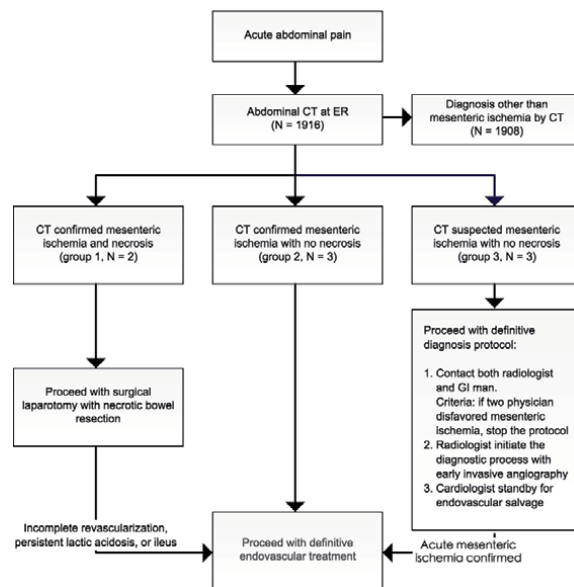 Acute abdominal pain
Abdominal CT at ER
(N = 1916)
Diagnosis other than
mesenteric ischemia by CT
(N = 1908)
CT confirmed mesenteric
ischemia and necrosis
(group 1, N = 2)
CT confirmed mesenteric
ischemia with no necrosis
(group 2, N = 3)
CT suspected mesenteric
ischemia with no necrosis
(group 3, N = 3)
Proceed with surgical
laparotomy with necrotic bowel
resection
Proceed with definitive
diagnosis protocol:
1. Contact both radiologist
and GI man.
Criteria: if two physician
disfavored mesenteric
ischemia, stop the protocol
2. Radiologist initiate the
diagnostic process with
early invasive angiography
3. Cardiologist standby for
endovascular salvage
Incomplete revascularization,
persistent lactic acidosis, or ileus
Proceed with definitive
endovascular treatment
Acute mesenteric
ischemia confirmed